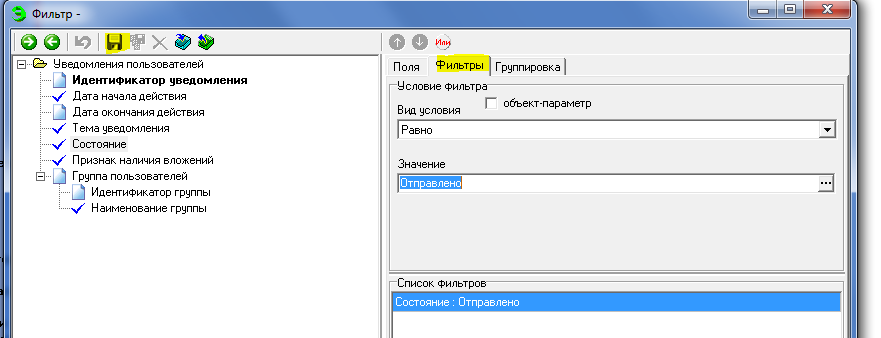 Фильтр -
Или
Уведомления пользователей
Идентификатор уведомления
Дата начала действия
Дата окончания действия
Тема уведомления
Состояние
Признак наличия вложений
Группа пользователей
Идентификатор группы
Наименование группы
Поля Фильтры Группировка
Условие фильтра
Вид условия объект-параметр
Равно
Значение
Отправлено ...
Список фильтров
Состояние : Отправлено